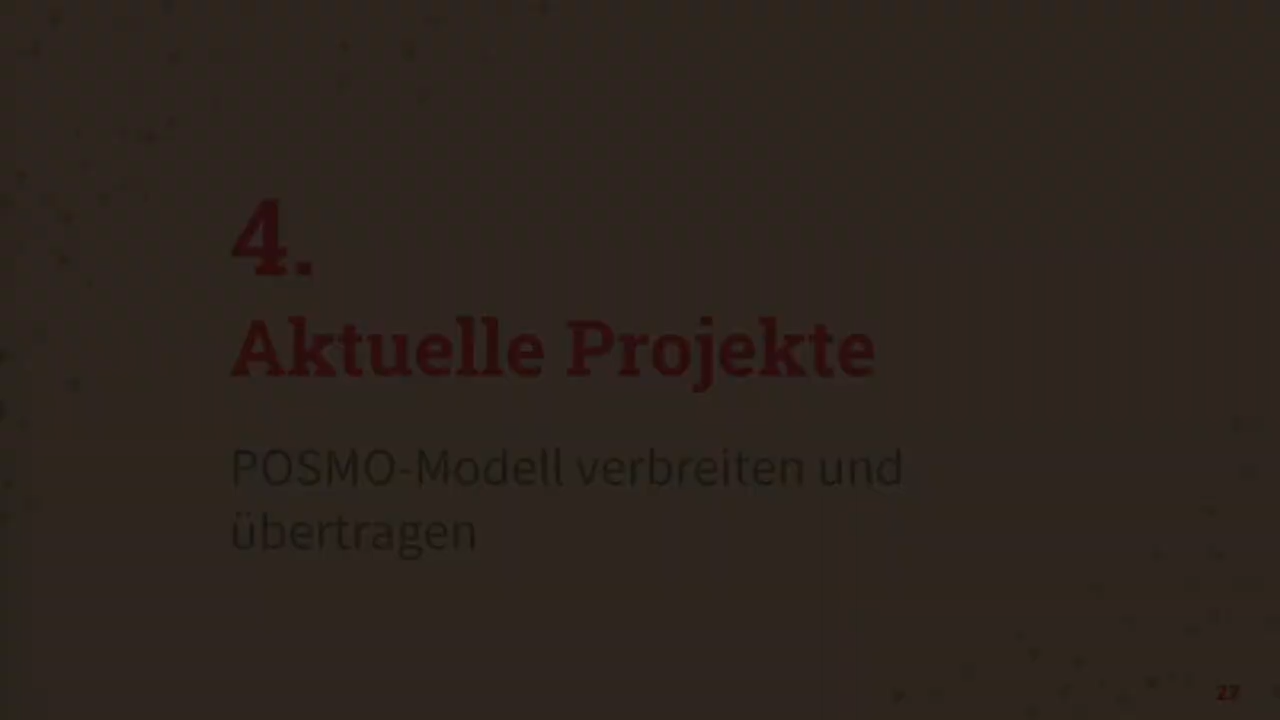 4.
Aktuelle Projekte
POSMO-Modell verbreiten und
übertragen
27